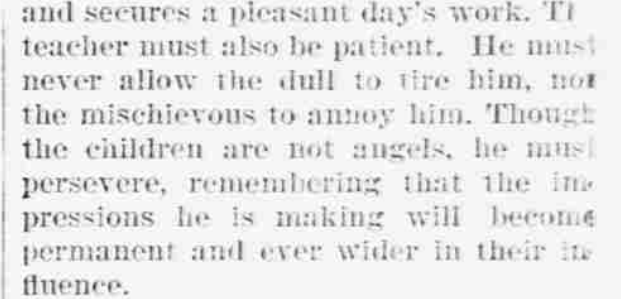 and secures a pleasant day's work. Th
teacher must also be patient. He must
never allow the dull to tire him, nor
the mischievous to annoy him. Though
the children are not angels, he must
persevere, remembering that the im-
pressions he is making will become
permanent and ever wider in their in-
fluence.